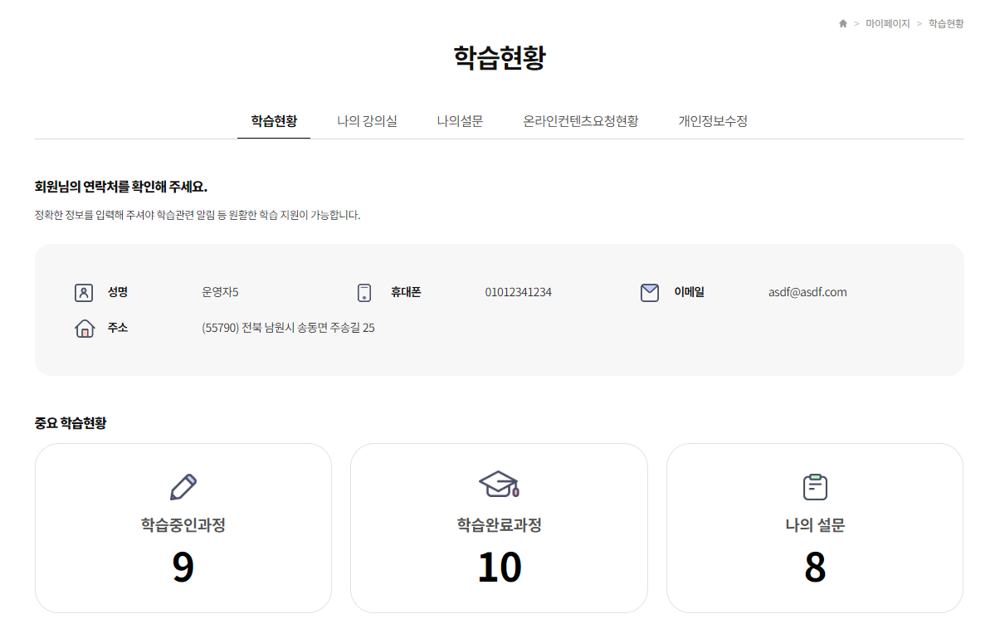 > 마이페이지 > 학습현황
학습현황
학습현황 나의 강의실 나의설문 온라인컨텐츠요청현황 개인정보수정
회원님의 연락처를 확인해 주세요.
정확한 정보를 입력해 주셔야 학습관련 알림 등 원활한 학습 지원이 가능합니다.
성명 운영자5 휴대폰 01012341234 이메일 asdf@asdf.com
주소 (55790) 전북 남원시 송동면 주송길 25
중요 학습현황
학습중인과정 학습완료과정 나의 설문
9 10 8